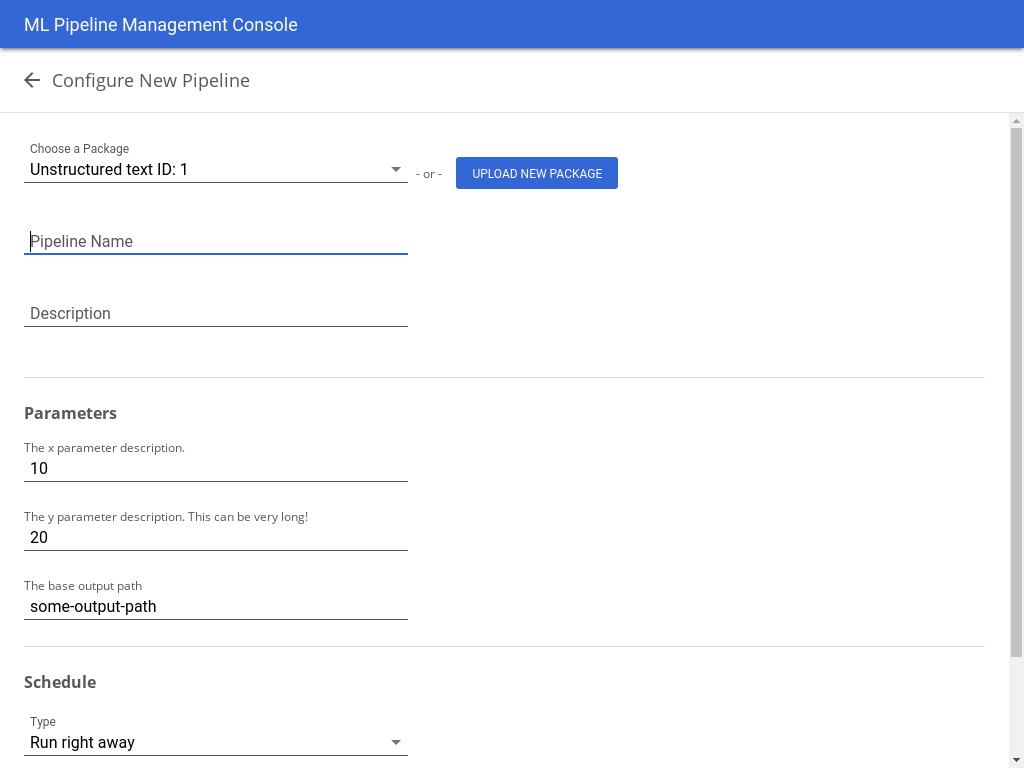 ML Pipeline Management Console
Configure New Pipeline
Choose a Package
Unstructured text ID: 1
- or -
UPLOAD NEW PACKAGE
Pipeline Name
Description
Parameters
The x parameter description.
10
The y parameter description. This can be very long!
20
The base output path
some-output-path
Schedule
Type
Run right away